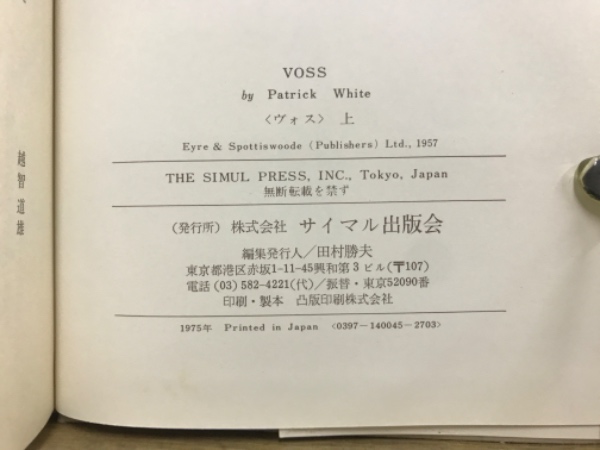 VOSS
by Patrick White
〈ヴォス〉 上
Eyre & Spottiswoode (Publishers) Ltd., 1957
THE SIMUL PRESS, INC., Tokyo, Japan
無断転載を禁ず
(発行所) 株式会社 サイマル出版会
編集発行人/田村勝夫
東京都港区赤坂1-11-45興和第3ビル(〒107)
電話(03)582-4221(代)/振替・東京52090番
印刷・製本 凸版印刷株式会社
1975年 Printed in Japan <0397-140045-2703>
越智道雄